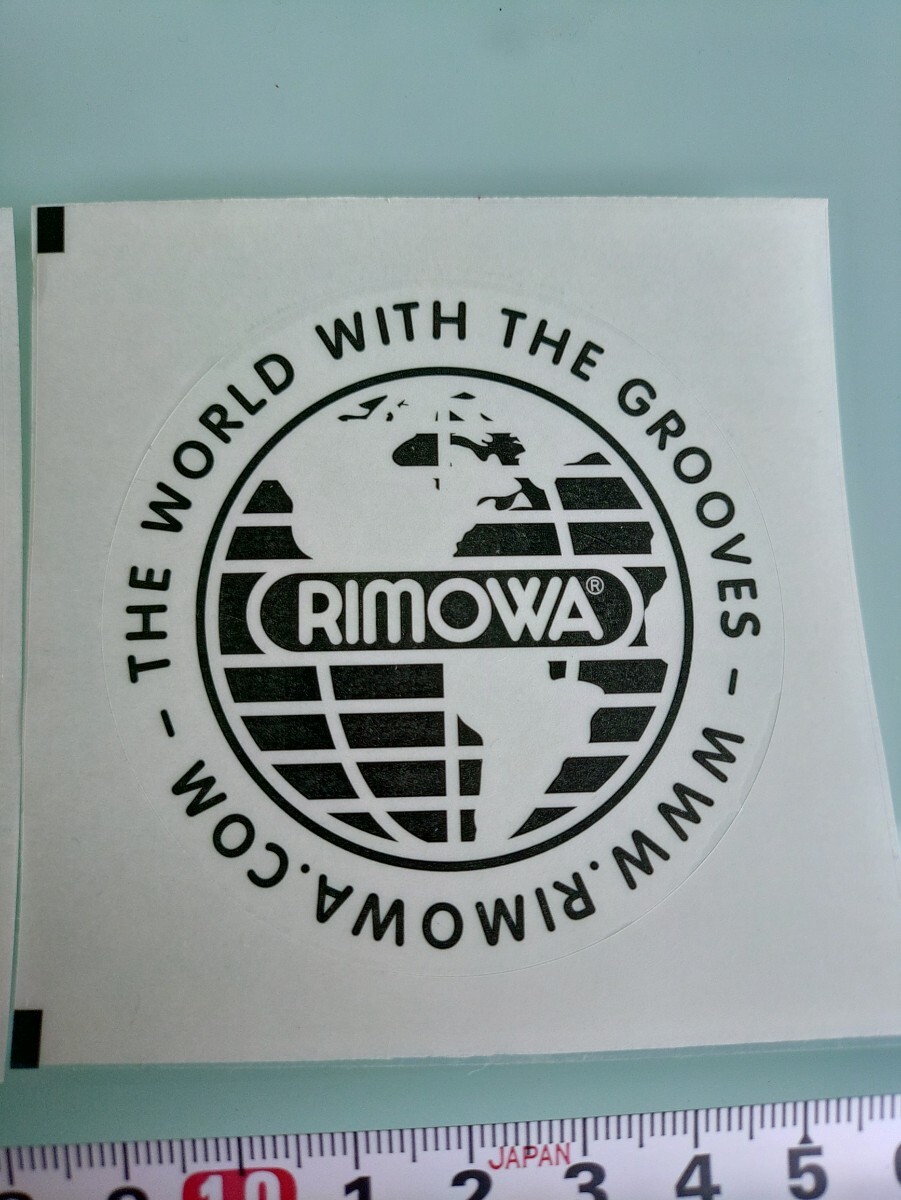 THE WORLD WITH THE GROOVES – WWW.RIMOWA.COM –
RIMOWA®
JAPAN
10 1 2 3 4 5